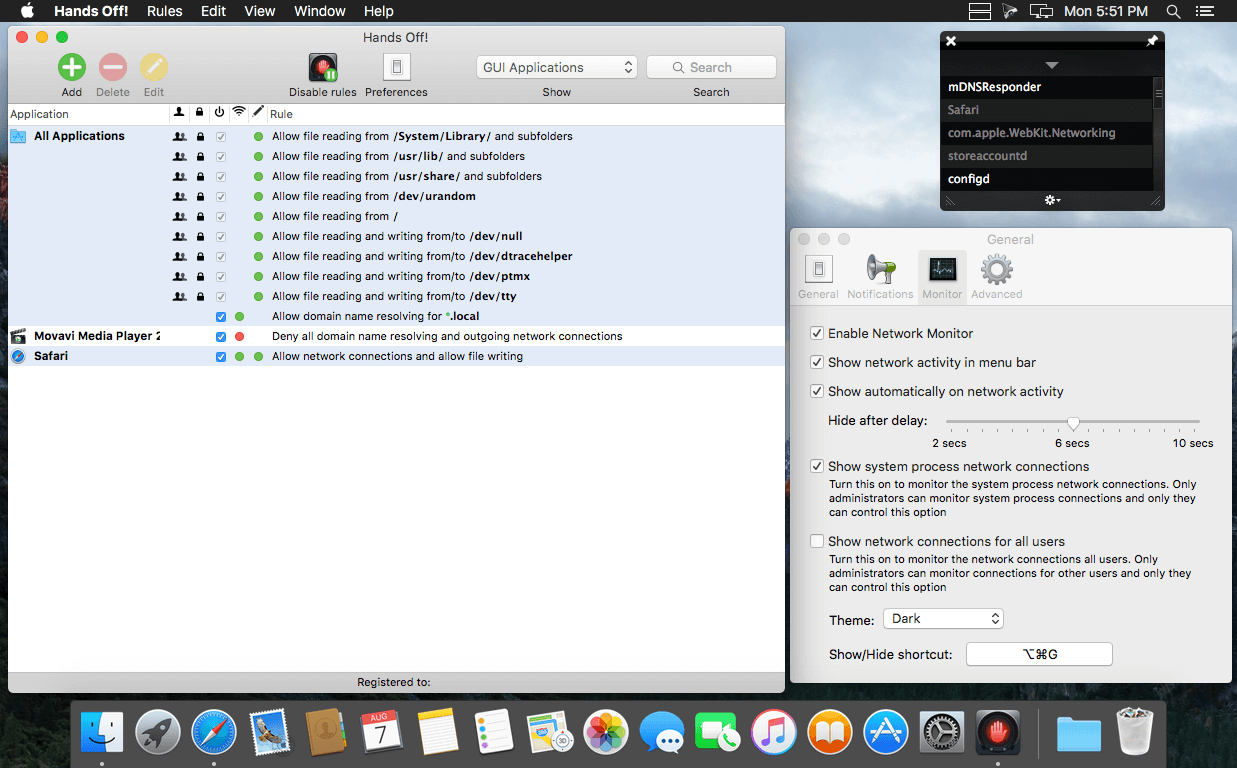 Hands Off! Rules Edit View Window Help Mon 5:51 PM
Hands Off!
Add Delete Edit Disable rules Preferences GUI Applications Show Search Search
Application Rule
All Applications Allow file reading from /System/Library/ and subfolders
Allow file reading from /usr/lib/ and subfolders
Allow file reading from /usr/share/ and subfolders
Allow file reading from /dev/urandom
Allow file reading from /
Allow file reading and writing from/to /dev/null
Allow file reading and writing from/to /dev/dtracehelper
Allow file reading and writing from/to /dev/ptmx
Allow file reading and writing from/to /dev/tty
Allow domain name resolving for *.local
Movavi Media Player 2 Deny all domain name resolving and outgoing network connections
Safari Allow network connections and allow file writing
Registered to:
mDNSResponder
Safari
com.apple.WebKit.Networking
storeaccountd
configd
General
General Notifications Monitor Advanced
Enable Network Monitor
Show network activity in menu bar
Show automatically on network activity
Hide after delay:
2 secs 6 secs 10 secs
Show system process network connections
Turn this on to monitor the system process network connections. Only
administrators can monitor system process connections and only they
can control this option
Show network connections for all users
Turn this on to monitor the network connections all users. Only
administrators can monitor connections for other users and only they
can control this option
Theme: Dark
Show/Hide shortcut: ⌥⌘G
AUG
7
3D